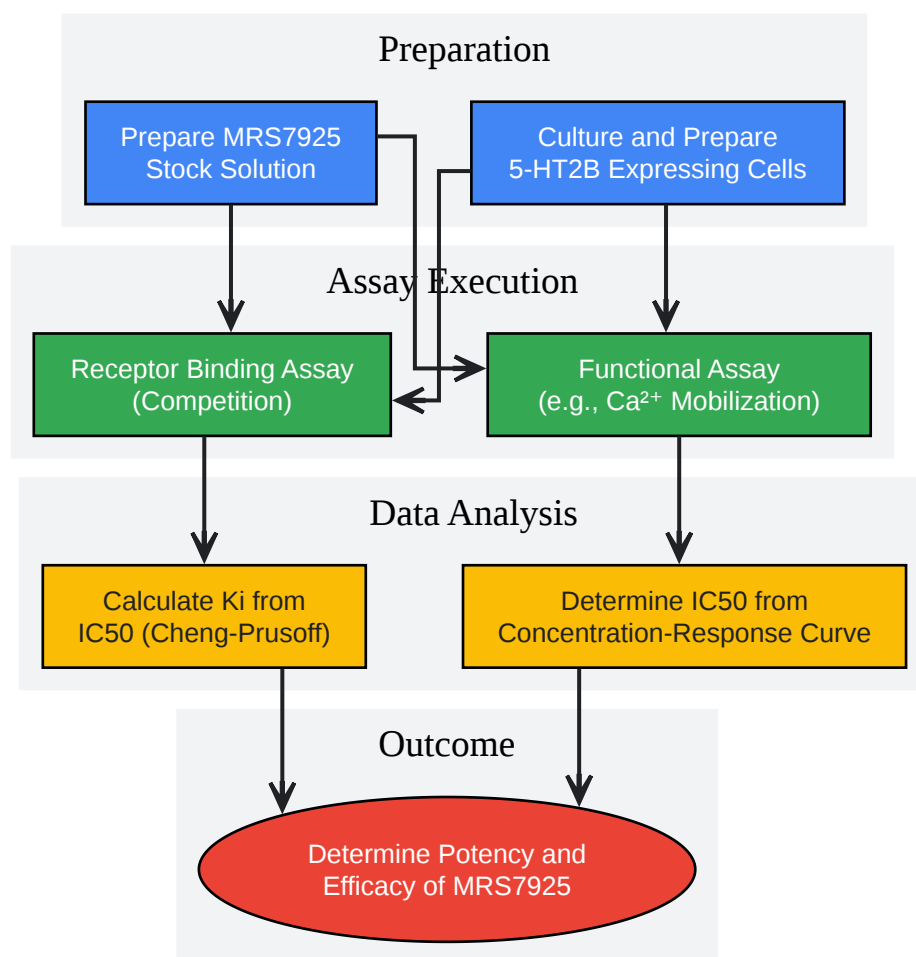 Preparation
Prepare MRS7925
Stock Solution
Culture and Prepare
5-HT2B Expressing Cells
Assay Execution
Receptor Binding Assay
(Competition)
Functional Assay
(e.g., Ca²⁺ Mobilization)
Data Analysis
Calculate Ki from
IC50 (Cheng-Prusoff)
Determine IC50 from
Concentration-Response Curve
Outcome
Determine Potency and
Efficacy of MRS7925